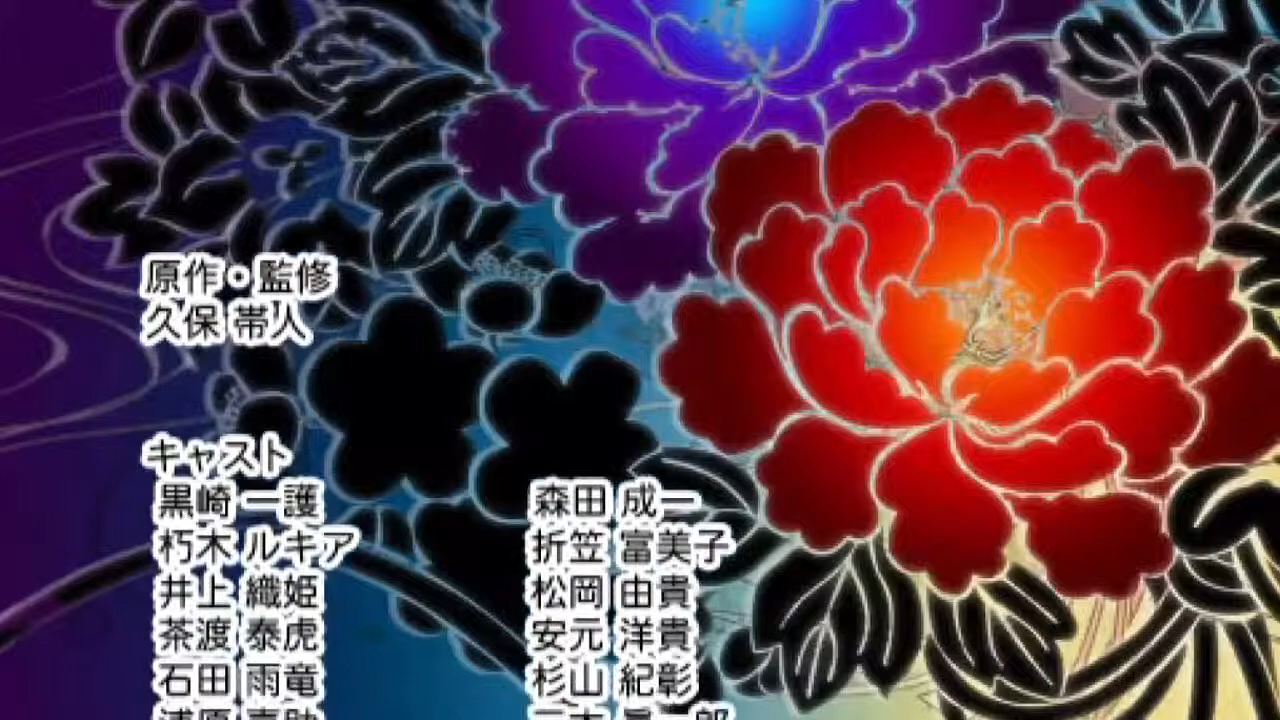 原作・監修
久保 帯人
キャスト
黒崎 一護 森田 成一
朽木 ルキア 折笠 富美子
井上 織姫 松岡 由貴
茶渡 泰虎 安元 洋貴
石田 雨竜 杉山 紀彰